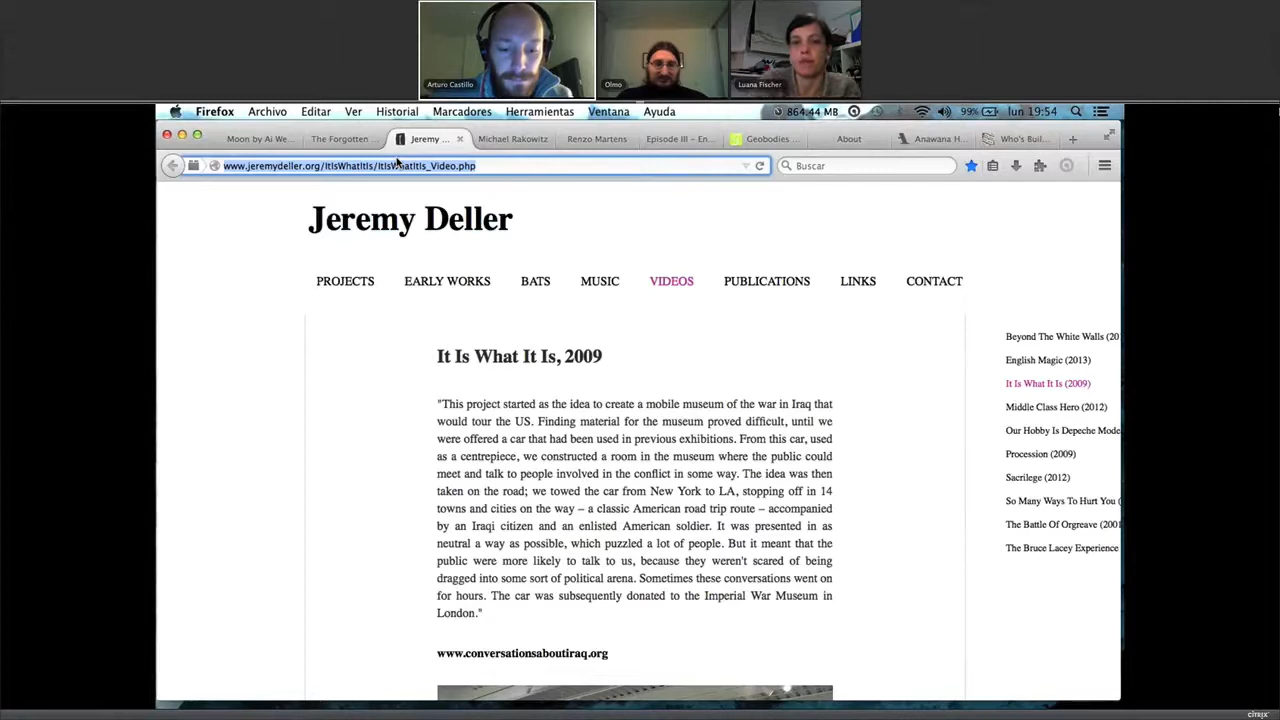 Arturo Castillo
Olmo
Luana Fischer
Firefox Archivo Editar Ver Historial Marcadores Herramientas Ventana Ayuda 864.44 MB 99% lun 19:54
Moon by Ai We... The Forgotten Jeremy ... Michael Rakowitz Renzo Martens Episode III – En... Geobodies About Anawana H... Who's Buil...
www.jeremydeller.org/ItIsWhatItIs/ItIsWhatItIs_Video.php Buscar
Jeremy Deller
PROJECTS EARLY WORKS BATS MUSIC VIDEOS PUBLICATIONS LINKS CONTACT
It Is What It Is, 2009
"This project started as the idea to create a mobile museum of the war in Iraq that
would tour the US. Finding material for the museum proved difficult, until we
were offered a car that had been used in previous exhibitions. From this car, used
as a centrepiece, we constructed a room in the museum where the public could
meet and talk to people involved in the conflict in some way. The idea was then
taken on the road; we towed the car from New York to LA, stopping off in 14
towns and cities on the way – a classic American road trip route – accompanied
by an Iraqi citizen and an enlisted American soldier. It was presented in as
neutral a way as possible, which puzzled a lot of people. But it meant that the
public were more likely to talk to us, because they weren't scared of being
dragged into some sort of political arena. Sometimes these conversations went on
for hours. The car was subsequently donated to the Imperial War Museum in
London."
www.conversationsaboutiraq.org
Beyond The White Walls (20
English Magic (2013)
It Is What It Is (2009)
Middle Class Hero (2012)
Our Hobby Is Depeche Mode
Procession (2009)
Sacrilege (2012)
So Many Ways To Hurt You (
The Battle Of Orgreave (2001
The Bruce Lacey Experience
CITRIX